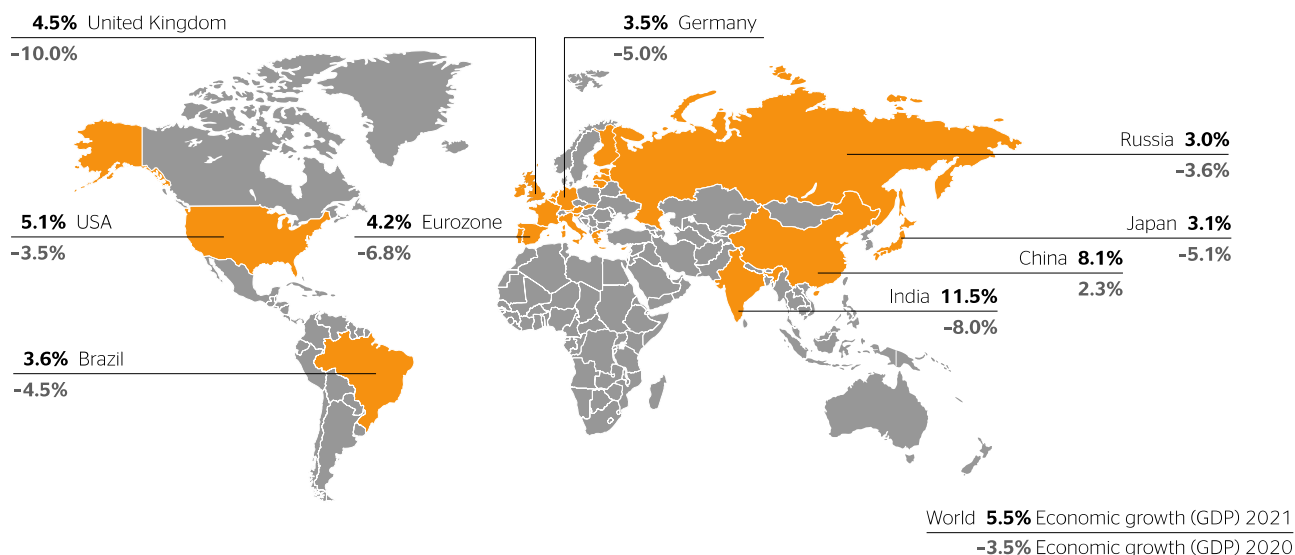 4.5% United Kingdom
–10.0%
3.5% Germany
–5.0%
Russia 3.0%
–3.6%
5.1% USA
–3.5%
4.2% Eurozone
–6.8%
Japan 3.1%
–5.1%
China 8.1%
2.3%
India 11.5%
–8.0%
3.6% Brazil
–4.5%
World 5.5% Economic growth (GDP) 2021
–3.5% Economic growth (GDP) 2020